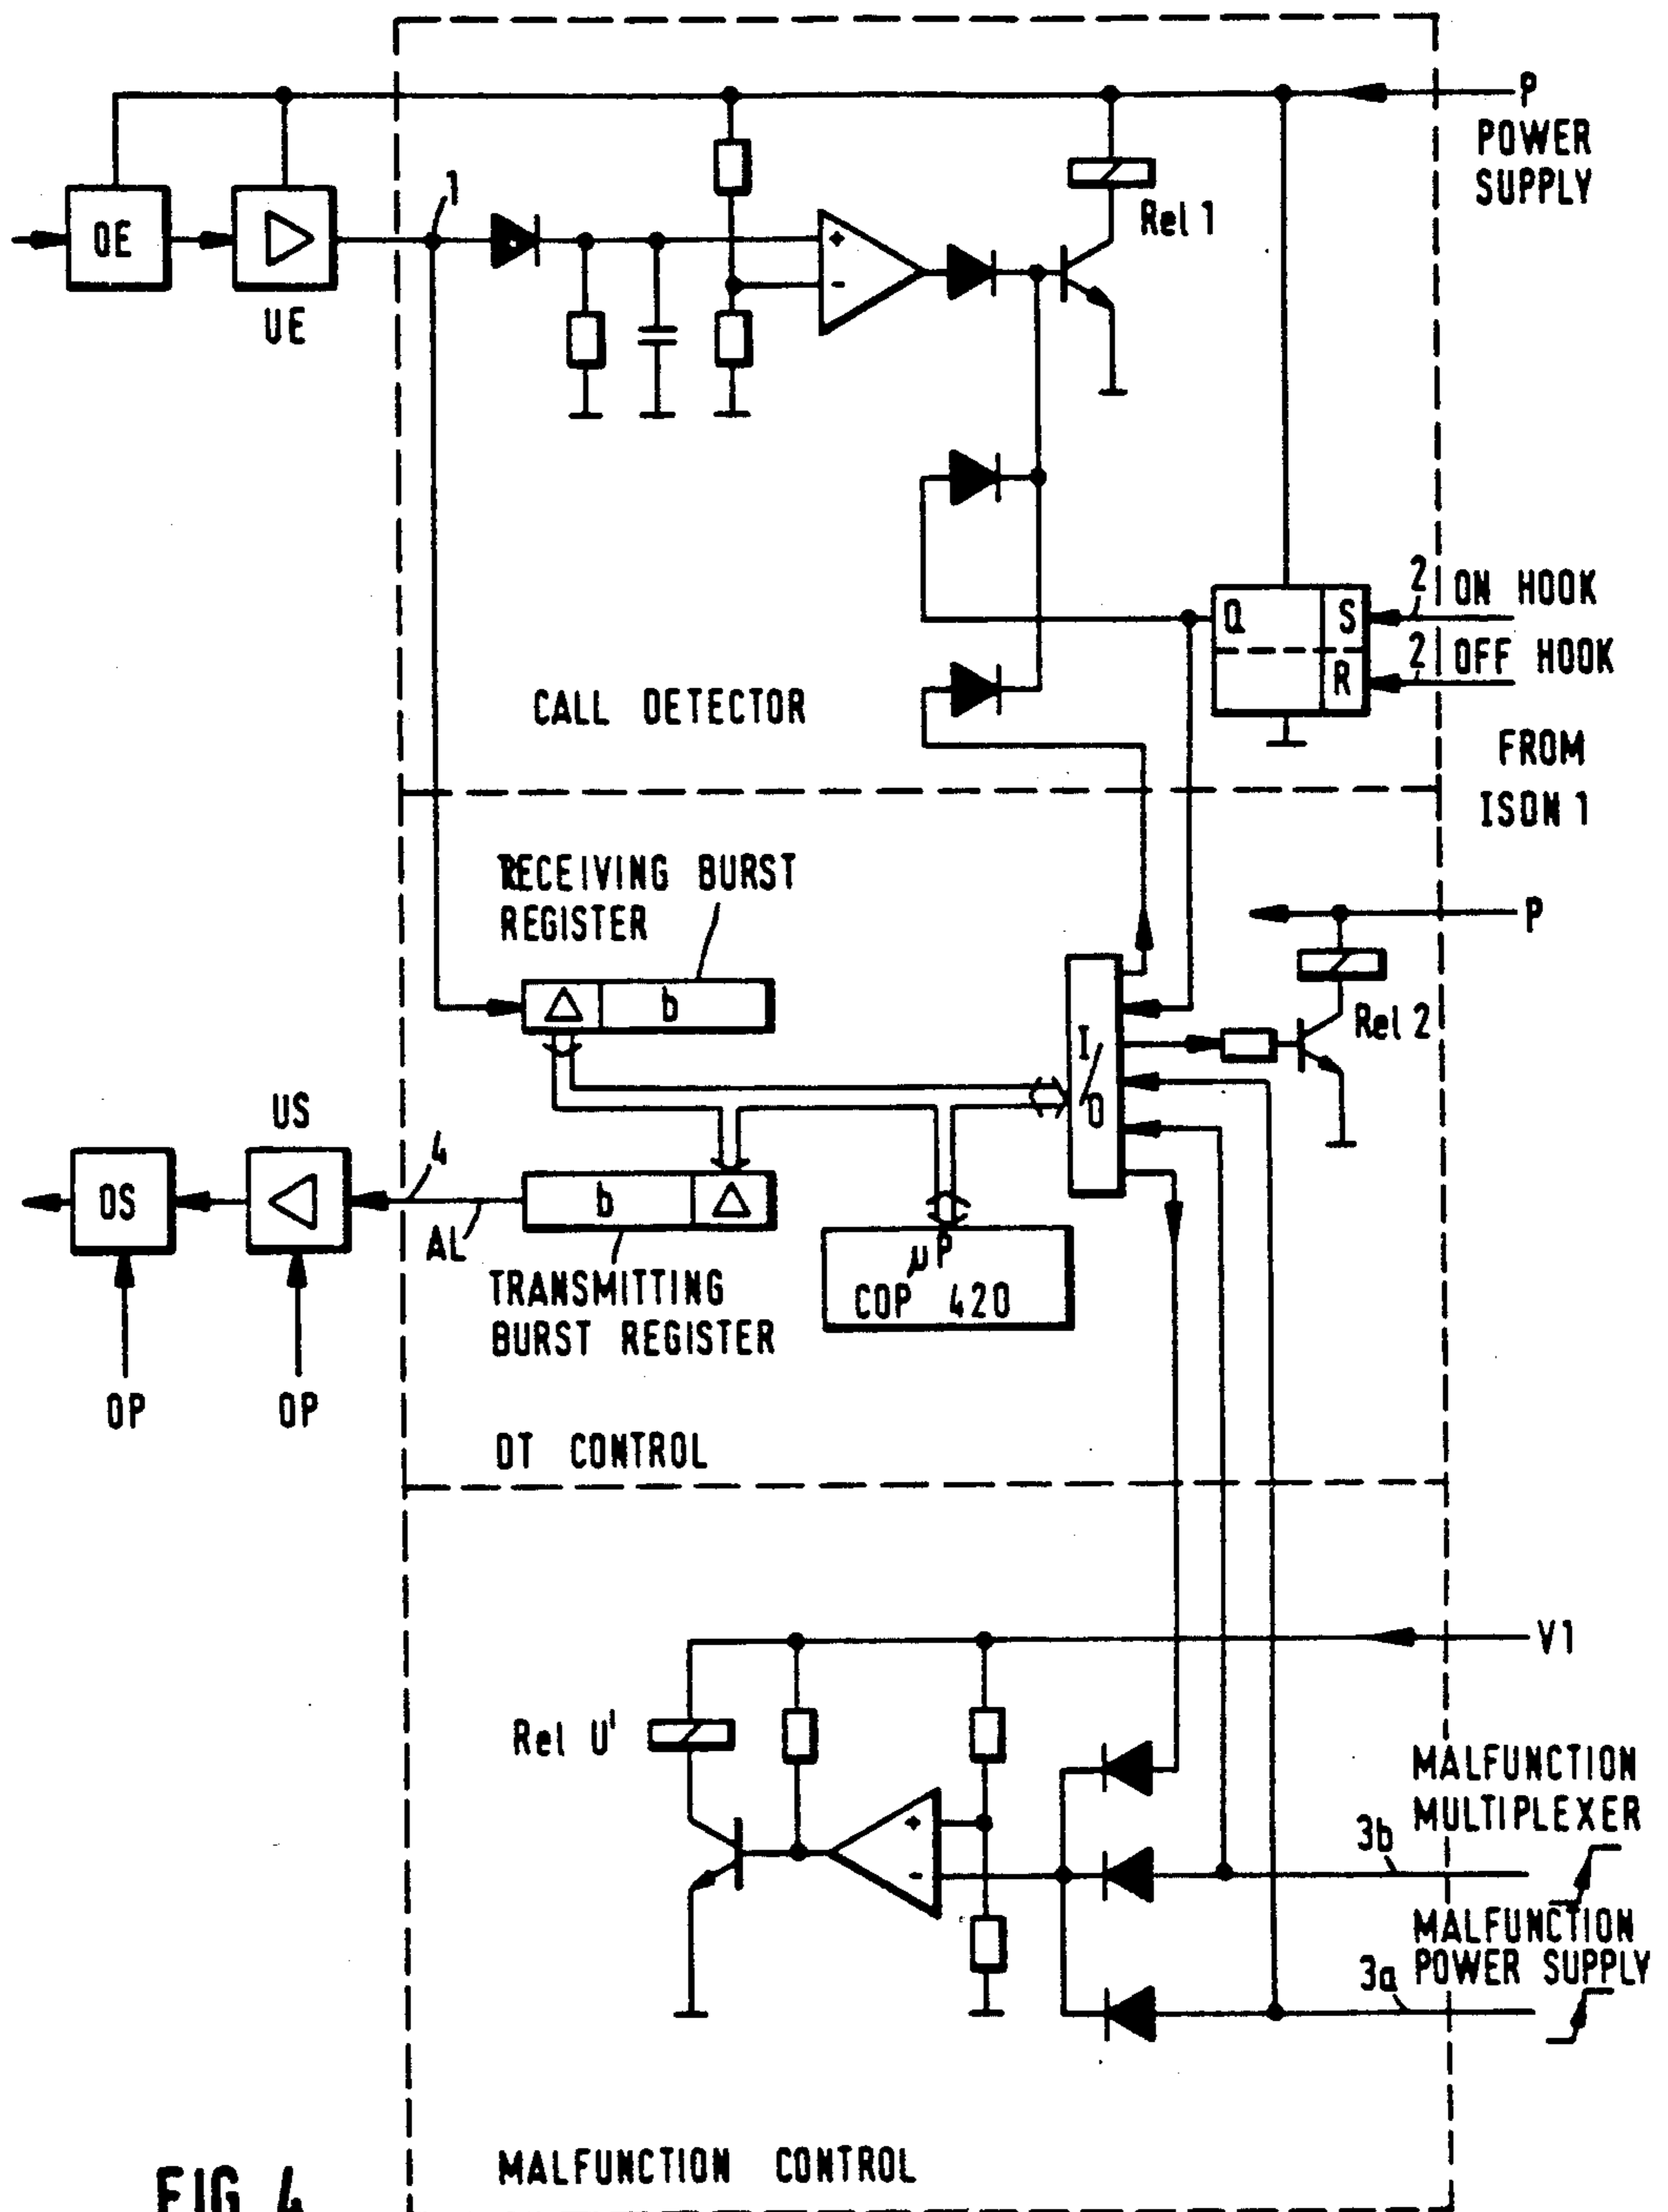 P
POWER
SUPPLY
1
OE
UE
+
-
Rel 1
2 ON HOOK
Q S
2 OFF HOOK
R
CALL DETECTOR
FROM
ISDN 1
RECEIVING BURST
REGISTER
P
b
I/O
Rel 2
US
4
OS
b
AL
µP
COP 420
TRANSMITTING
BURST REGISTER
OP
OP
OT CONTROL
V1
Rel U'
MALFUNCTION
MULTIPLEXER
+
3b
-
MALFUNCTION
3a POWER SUPPLY
MALFUNCTION CONTROL
FIG 4